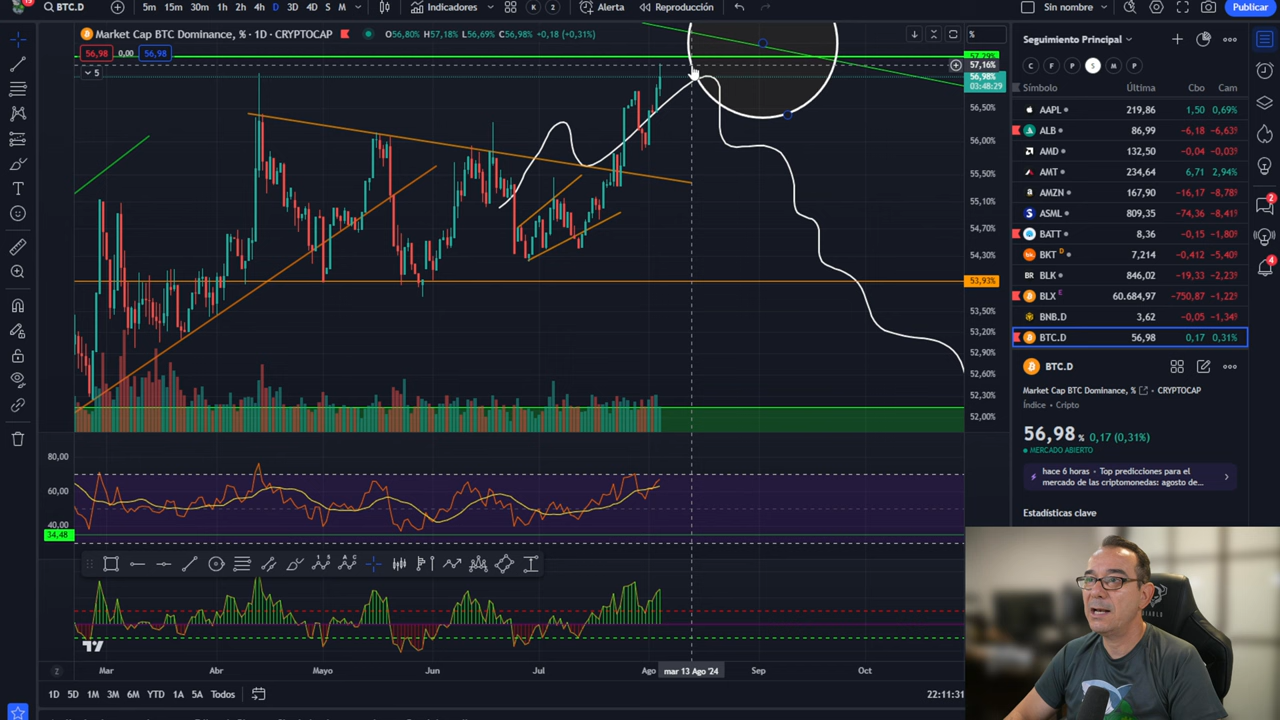 BTC.D
5m 15m 30m 1h 2h 4h D 3D 4D S M
Indicadores
K
2
Alerta
Reproducción
Sin nombre
Publicar
Market Cap BTC Dominance, % · 1D · CRYPTOCAP
O56,80% H57,18% L56,69% C56,98% +0,18 (+0,31%)
56,98 0,00 56,98
5
%
57,16%
56,98%
03:48:29
56,50%
56,00%
55,50%
55,10%
54,70%
54,30%
53,93%
53,50%
53,20%
52,90%
52,60%
52,30%
52,00%
80,00
60,00
40,00
34,48
Mar Abr Mayo Jun Jul Ago mar 13 Ago '24 Sep Oct
Z
1D 5D 1M 3M 6M YTD 1A 5A Todos
22:11:31
Seguimiento Principal
C F P S M P
Símbolo Última Cbo Cam
AAPL 219,86 1,50 0,69%
ALB 86,99 -6,18 -6,63%
AMD 132,50 -0,04 -0,03%
AMT 234,64 6,71 2,94%
AMZN 167,90 -16,17 -8,78%
ASML 809,35 -74,36 -8,41%
BATT 8,36 -0,15 -1,80%
BKT D 7,214 -0,412 -5,40%
BLK 846,02 -19,33 -2,23%
BLX E 60.684,97 -750,87 -1,22%
BNB.D 3,62 -0,05 -1,34%
BTC.D 56,98 0,17 0,31%
BTC.D
Market Cap BTC Dominance, % · CRYPTOCAP
Índice · Cripto
56,98 % 0,17 (0,31%)
MERCADO ABIERTO
hace 6 horas · Top predicciones para el
mercado de las criptomonedas: agosto de...
Estadísticas clave
2
4